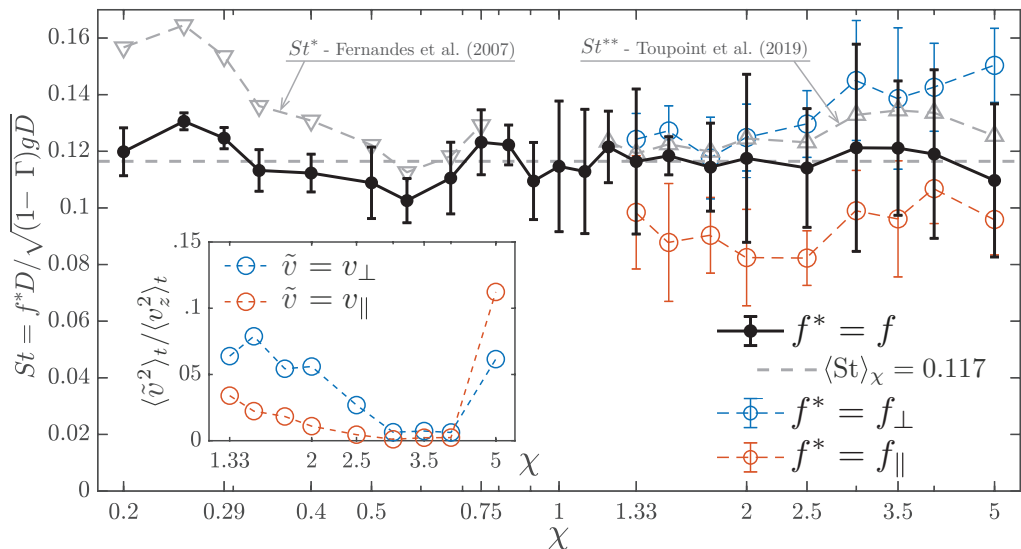 St = f*D/√(1− Γ)gD
0.16
0.14
0.12
0.1
0.08
0.06
0.04
0.02
0
St* - Fernandes et al. (2007)
St** - Toupoint et al. (2019)
⟨ṽ²⟩ₜ/⟨v_z²⟩ₜ
.15
.1
05
0
ṽ = v⊥
ṽ = v∥
1.33
2
2.5
3.5
5
χ
f* = f
⟨St⟩χ = 0.117
f* = f⊥
f* = f∥
0.2
0.29
0.4
0.5
0.75
1
1.33
2
2.5
3.5
5
χ